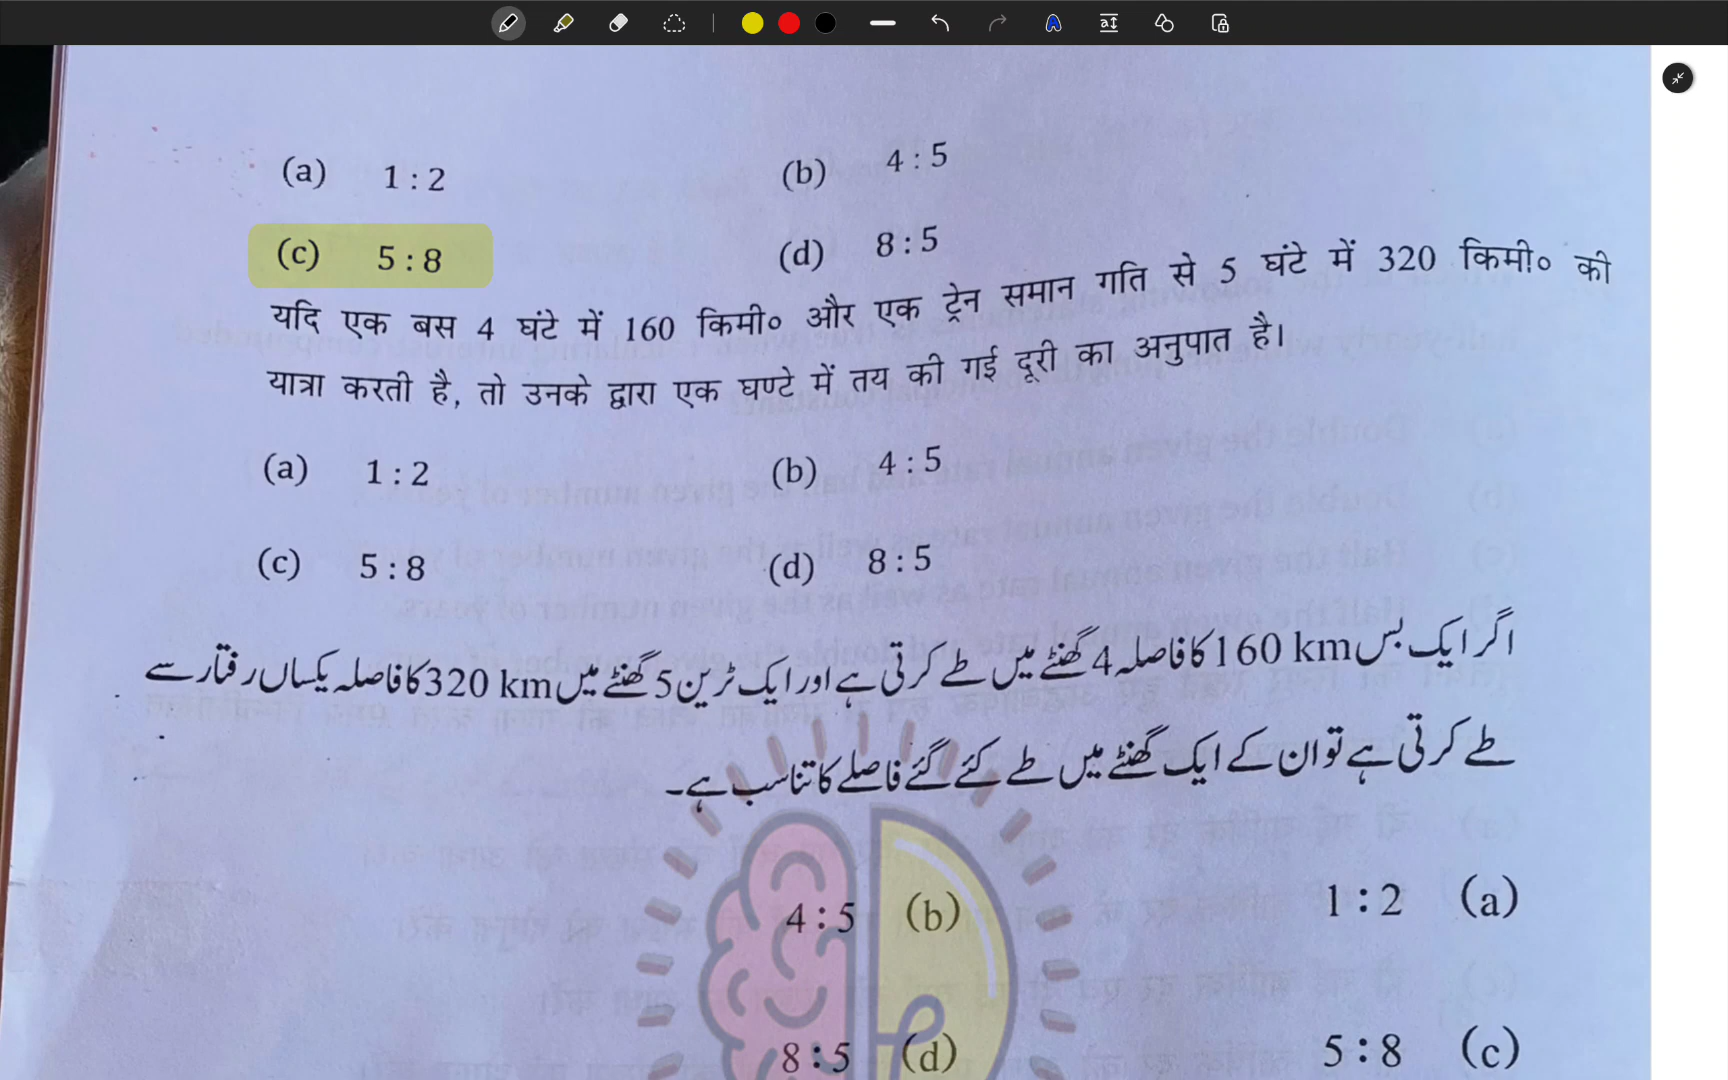 (a) 1 : 2 (b) 4 : 5
(c) 5 : 8 (d) 8 : 5
यदि एक बस 4 घंटे में 160 किमी० और एक ट्रेन समान गति से 5 घंटे में 320 किमी० की
यात्रा करती है, तो उनके द्वारा एक घण्टे में तय की गई दूरी का अनुपात है।
(a) 1 : 2 (b) 4 : 5
(c) 5 : 8 (d) 8 : 5
اگر ایک بس 160 km کا فاصلہ 4 گھنٹے میں طے کرتی ہے اور ایک ٹرین 5 گھنٹے میں 320 km کا فاصلہ یکساں رفتار سے
طے کرتی ہے تو ان کے ایک گھنٹے میں طے کئے گئے فاصلے کا تناسب ہے۔
1 : 2 (a) 4 : 5 (b)
5 : 8 (c) 8 : 5 (d)